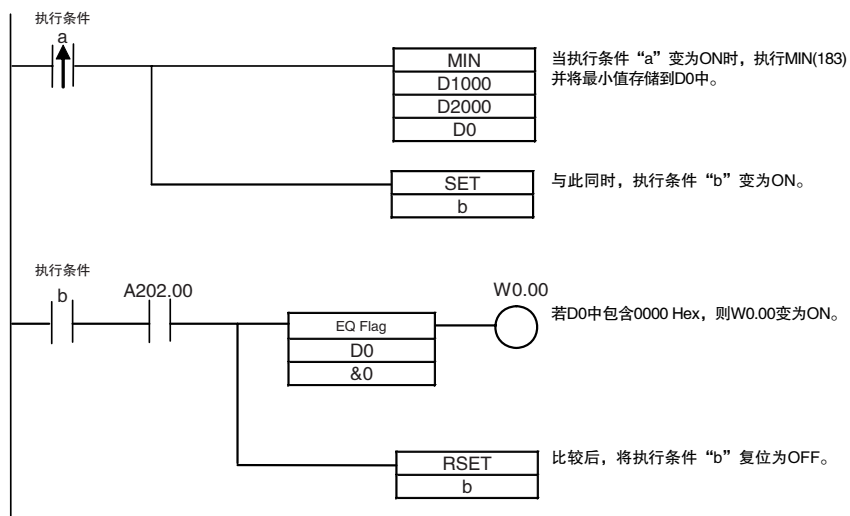 执行条件
a
MIN
D1000
D2000
D0
当执行条件“a”变为ON时，执行MIN(183)
并将最小值存储到D0中。
SET
b
与此同时，执行条件“b”变为ON。
执行条件
b
A202.00
EQ Flag
D0
&0
W0.00
若D0中包含0000 Hex，则W0.00变为ON。
RSET
b
比较后，将执行条件“b”复位为OFF。